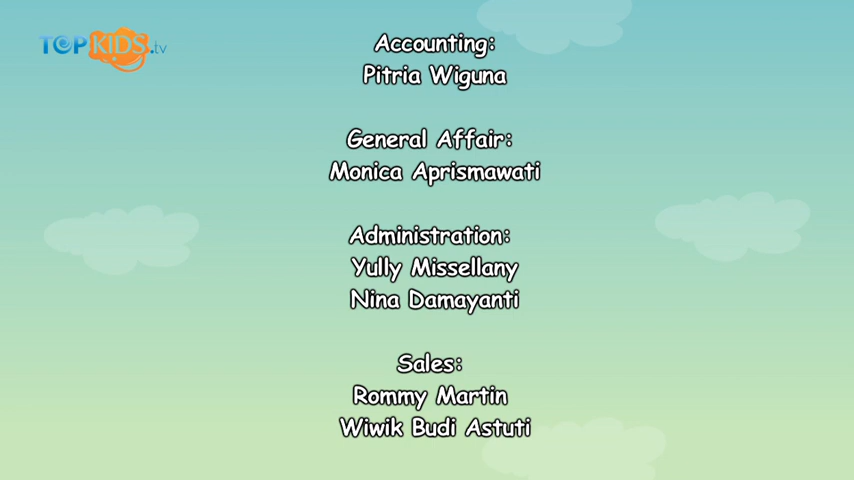 TOPKIDS.tv
Accounting:
Pitria Wiguna
General Affair:
Monica Aprismawati
Administration:
Yully Missellany
Nina Damayanti
Sales:
Rommy Martin
Wiwik Budi Astuti